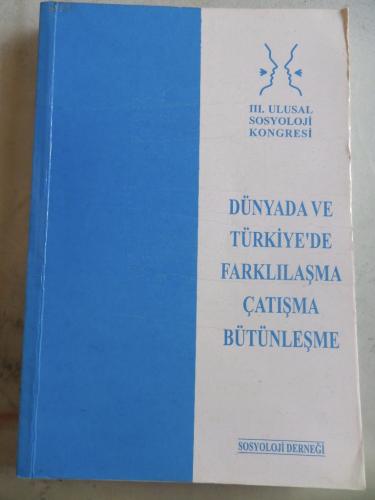 III. ULUSAL
SOSYOLOJİ
KONGRESİ
DÜNYADA VE
TÜRKİYE'DE
FARKLILAŞMA
ÇATIŞMA
BÜTÜNLEŞME
SOSYOLOJİ DERNEĞİ